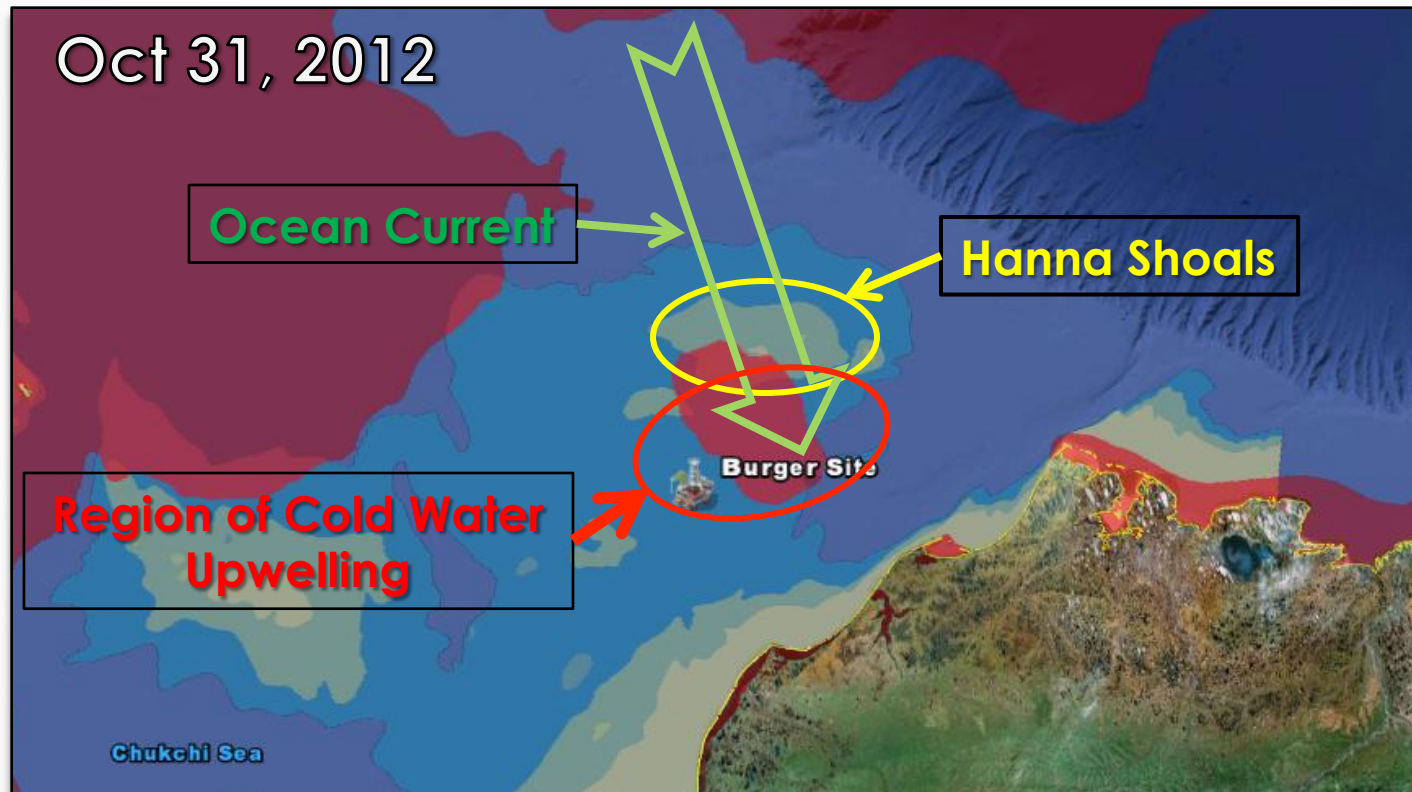 Oct 31, 2012
Ocean Current
Hanna Shoals
Burger Site
Region of Cold Water
Upwelling
Chukchi Sea